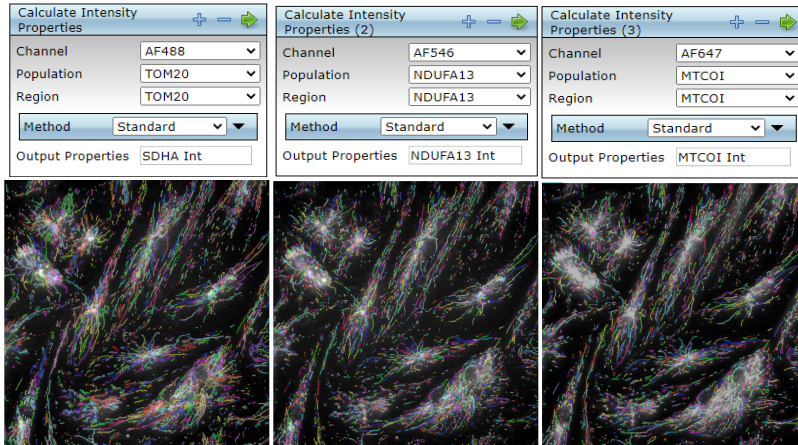 Calculate Intensity
Properties
Channel AF488
Population TOM20
Region TOM20
Method Standard
Output Properties SDHA Int
Calculate Intensity
Properties (2)
Channel AF546
Population NDUFA13
Region NDUFA13
Method Standard
Output Properties NDUFA13 Int
Calculate Intensity
Properties (3)
Channel AF647
Population MTCOI
Region MTCOI
Method Standard
Output Properties MTCOI Int